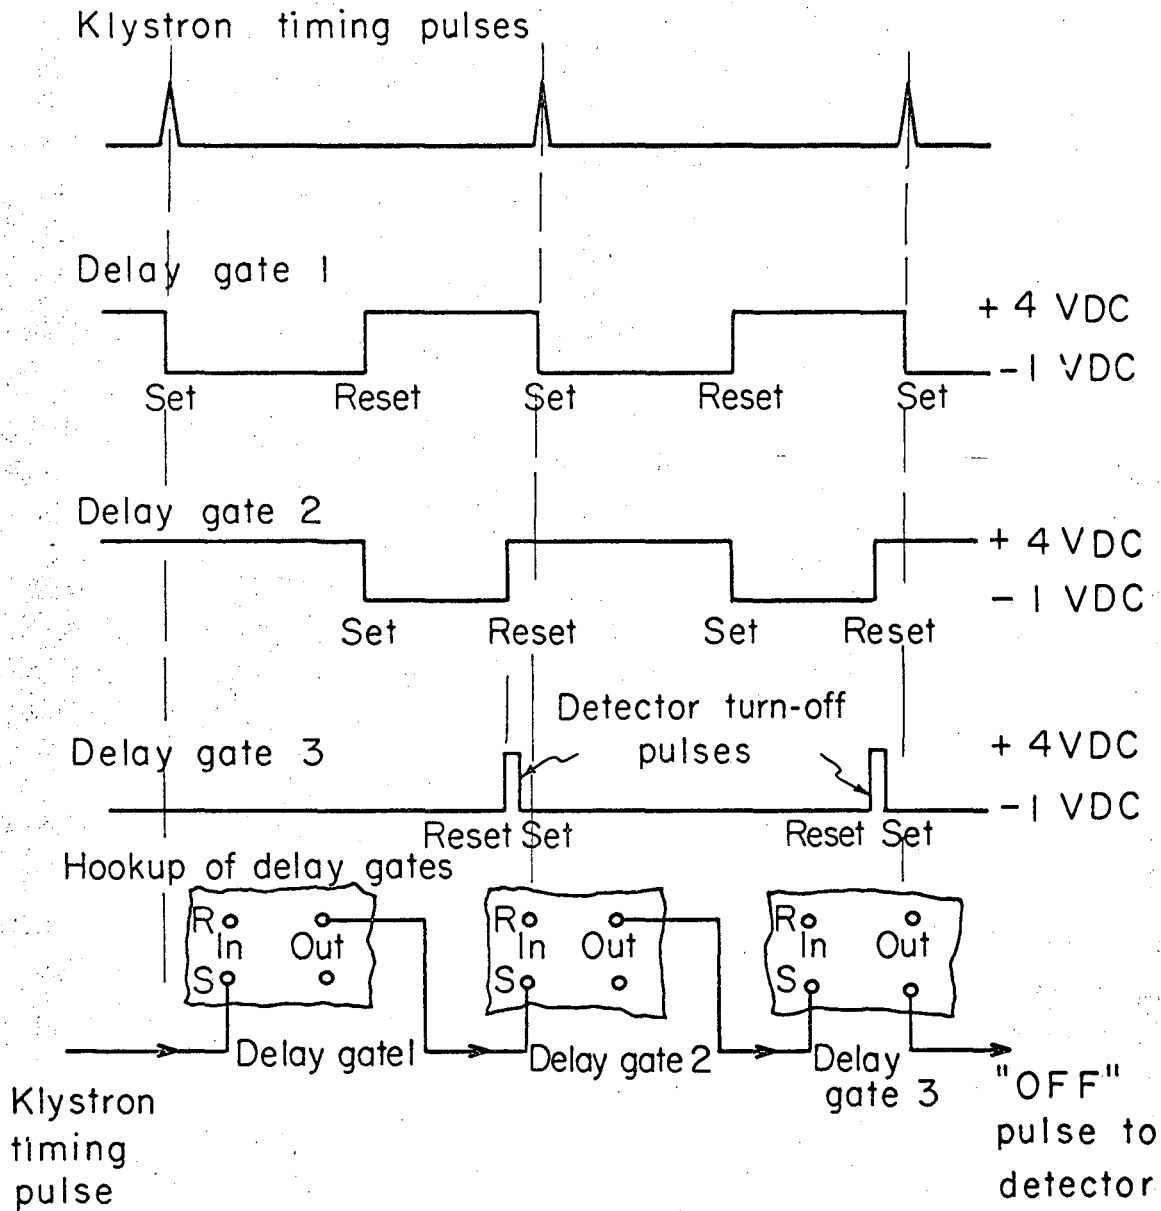 Klystron timing pulses
Delay gate 1
+ 4 VDC
- 1 VDC
Set Reset Set Reset Set
Delay gate 2
+ 4 VDC
- 1 VDC
Set Reset Set Reset
Detector turn-off
pulses
Delay gate 3
+ 4 VDC
- 1 VDC
Reset Set Reset Set
Hookup of delay gates
R R R
In Out In Out In Out
S S S
Delay gate 1 Delay gate 2 Delay
gate 3
Klystron
timing
pulse
"OFF"
pulse to
detector